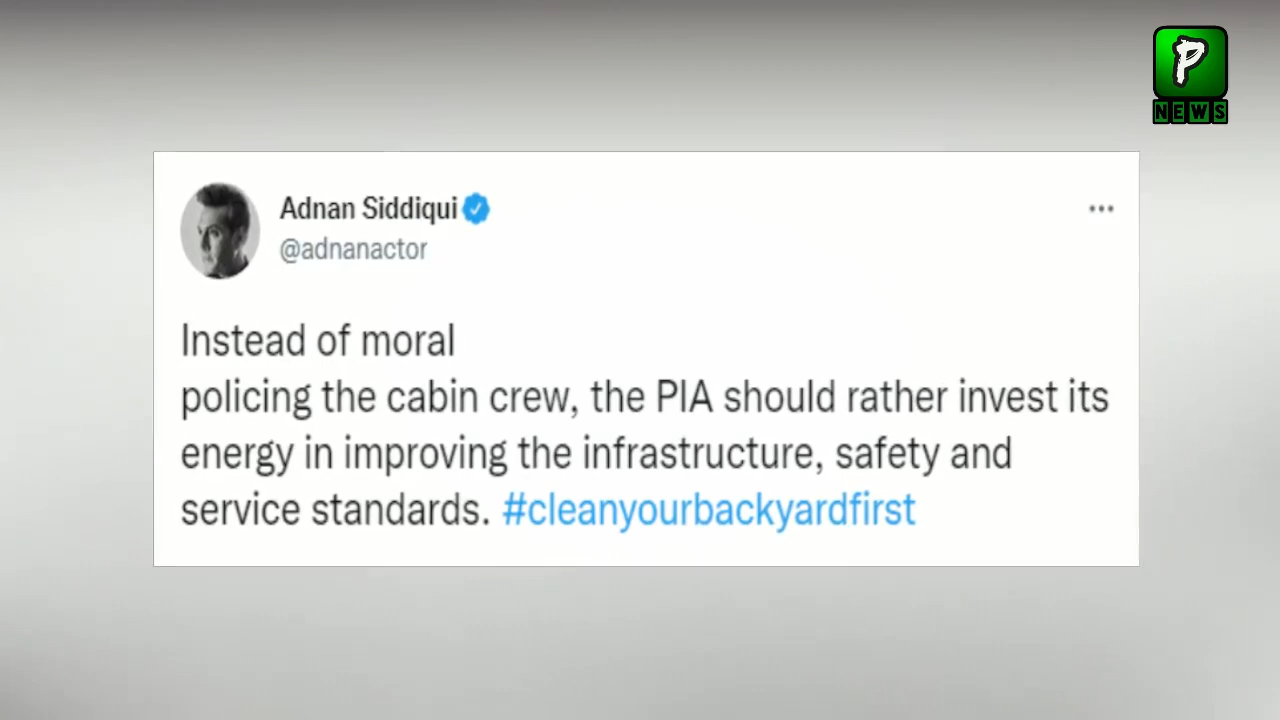 P
NEWS
Adnan Siddiqui
@adnanactor
Instead of moral
policing the cabin crew, the PIA should rather invest its
energy in improving the infrastructure, safety and
service standards. #cleanyourbackyardfirst